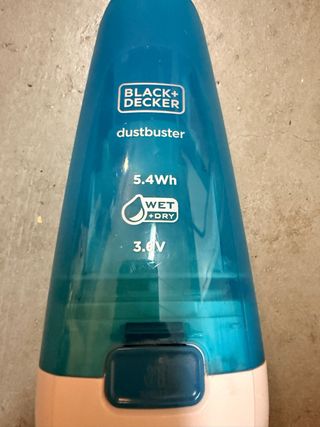 BLACK+
DECKER
dustbuster
5.4Wh
WET
+DRY
3.6V